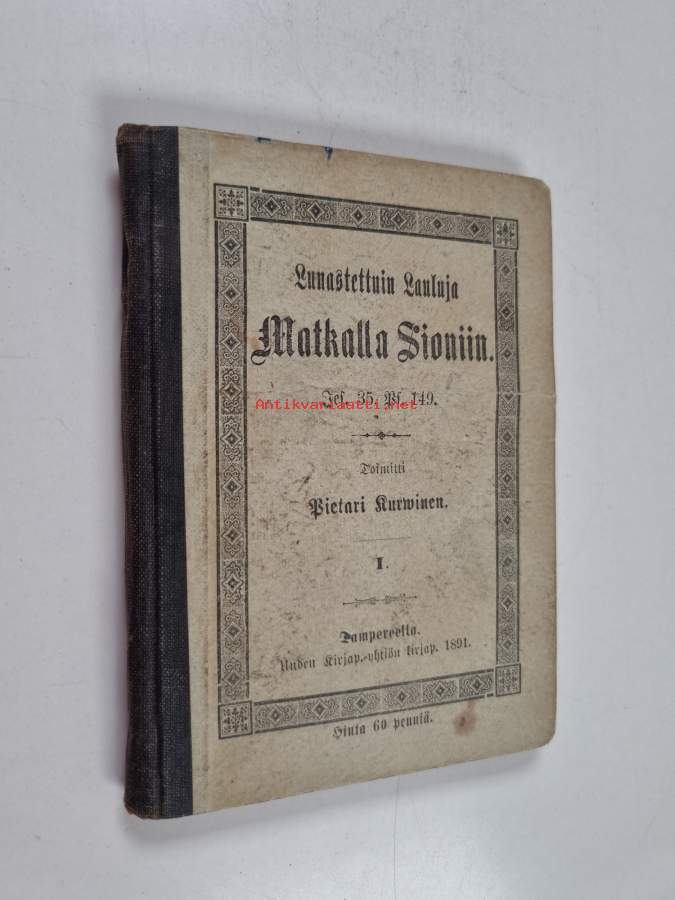 Lunastettuin Lauluja
Matkalla Sioniin.
Jes. 35. Ps. 149.
Antikvariaatti.net
Toimitti
Pietari Kurwinen.
I.
Tampereella.
Uuden Kirjap.-yhtiön kirjap. 1891.
Hinta 60 penniä.